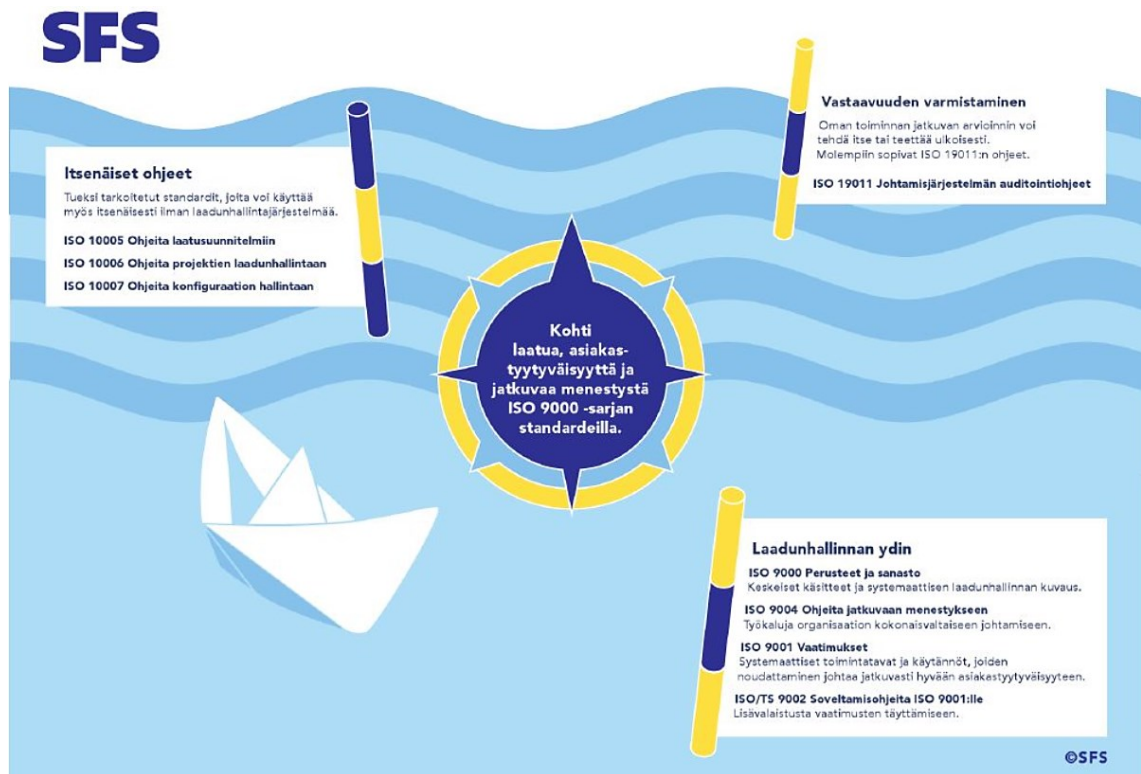 SFS
Itsenäiset ohjeet
Tueksi tarkoitetut standardit, joita voi käyttää
myös itsenäisesti ilman laadunhallintajärjestelmää.
ISO 10005 Ohjeita laatusuunnitelmiin
ISO 10006 Ohjeita projektien laadunhallintaan
ISO 10007 Ohjeita konfiguraation hallintaan
Vastaavuuden varmistaminen
Oman toiminnan jatkuvan arvioinnin voi
tehdä itse tai teettää ulkoisesti.
Molempiin sopivat ISO 19011:n ohjeet.
ISO 19011 Johtamisjärjestelmän auditointiohjeet
Kohti
laatua, asiakas-
tyytyväisyyttä ja
jatkuvaa menestystä
ISO 9000 -sarjan
standardeilla.
Laadunhallinnan ydin
ISO 9000 Perusteet ja sanasto
Keskeiset käsitteet ja systemaattisen laadunhallinnan kuvaus.
ISO 9004 Ohjeita jatkuvaan menestykseen
Työkaluja organisaation kokonaisvaltaiseen johtamiseen.
ISO 9001 Vaatimukset
Systemaattiset toimintatavat ja käytännöt, joiden
noudattaminen johtaa jatkuvasti hyvään asiakastyytyväisyyteen.
ISO/TS 9002 Soveltamisohjeita ISO 9001:lle
Lisävalaistusta vaatimusten täyttämiseen.
©SFS